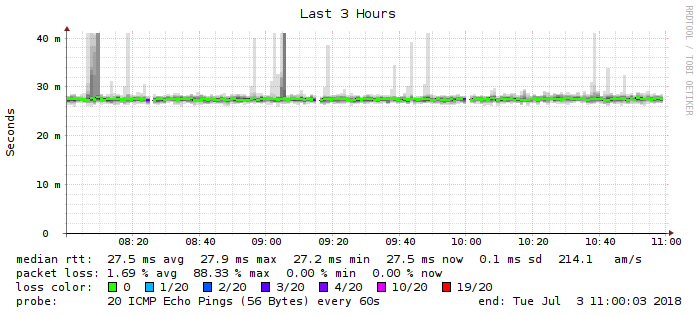 Last 3 Hours
RRDTOOL / TOBI OETIKER
Seconds
40 m
30 m
20 m
10 m
0
08:20 08:40 09:00 09:20 09:40 10:00 10:20 10:40 11:00
median rtt: 27.5 ms avg 27.9 ms max 27.2 ms min 27.5 ms now 0.1 ms sd 214.1 am/s
packet loss: 1.69 % avg 88.33 % max 0.00 % min 0.00 % now
loss color: 0 1/20 2/20 3/20 4/20 10/20 19/20
probe: 20 ICMP Echo Pings (56 Bytes) every 60s end: Tue Jul 3 11:00:03 2018